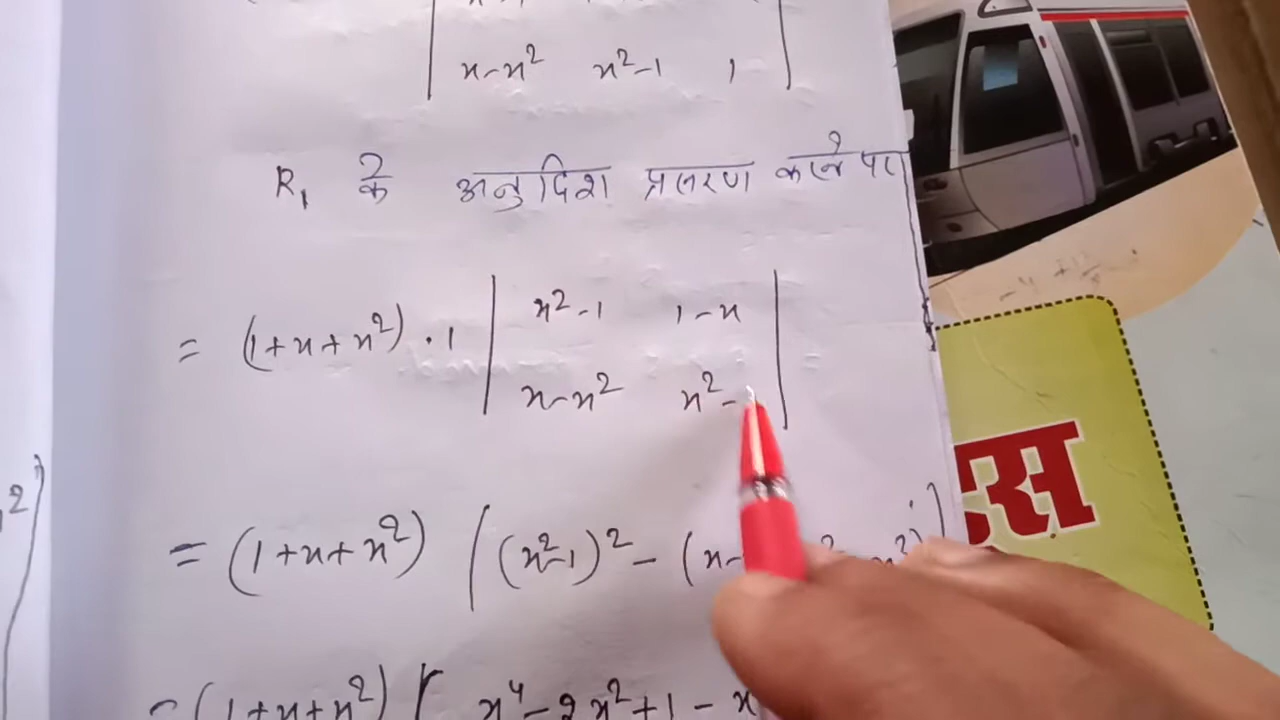 x-x² x²-1 1
R₁ के अनुदिश प्रसरण करने पर
= (1+x+x²) · 1 | x²-1 1-x |
| x-x² x²- |
= (1+x+x²) [(x²-1)² - (x-
= (1+x+x²) [ x⁴-2x²+1-x
स